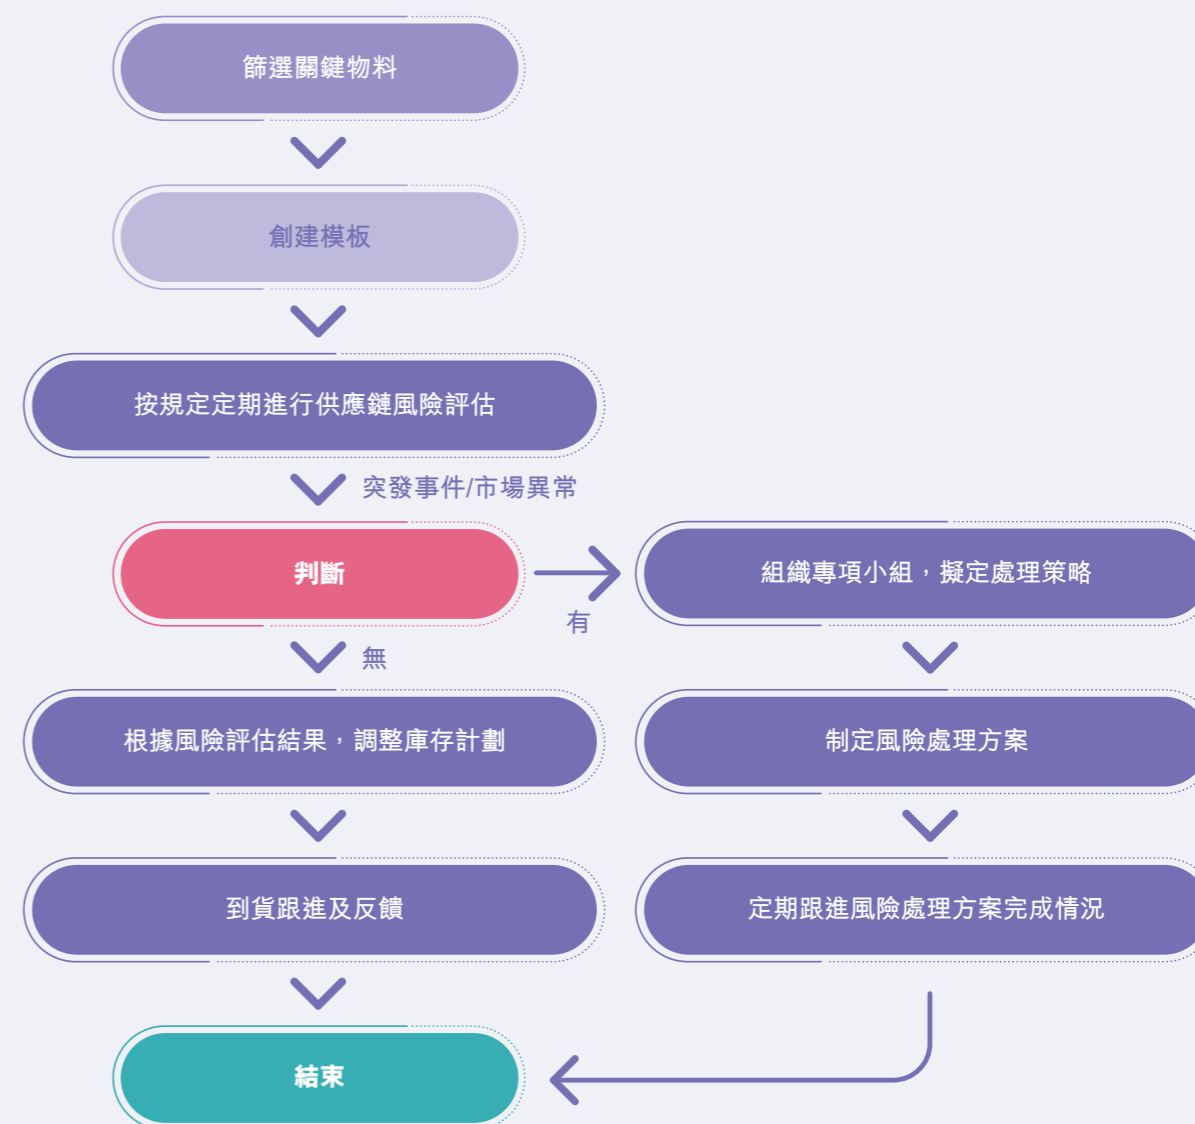 篩選關鍵物料
創建模板
按規定定期進行供應鏈風險評估
突發事件/市場異常
判斷
有
組織專項小組，擬定處理策略
無
根據風險評估結果，調整庫存計劃
制定風險處理方案
到貨跟進及反饋
定期跟進風險處理方案完成情況
結束